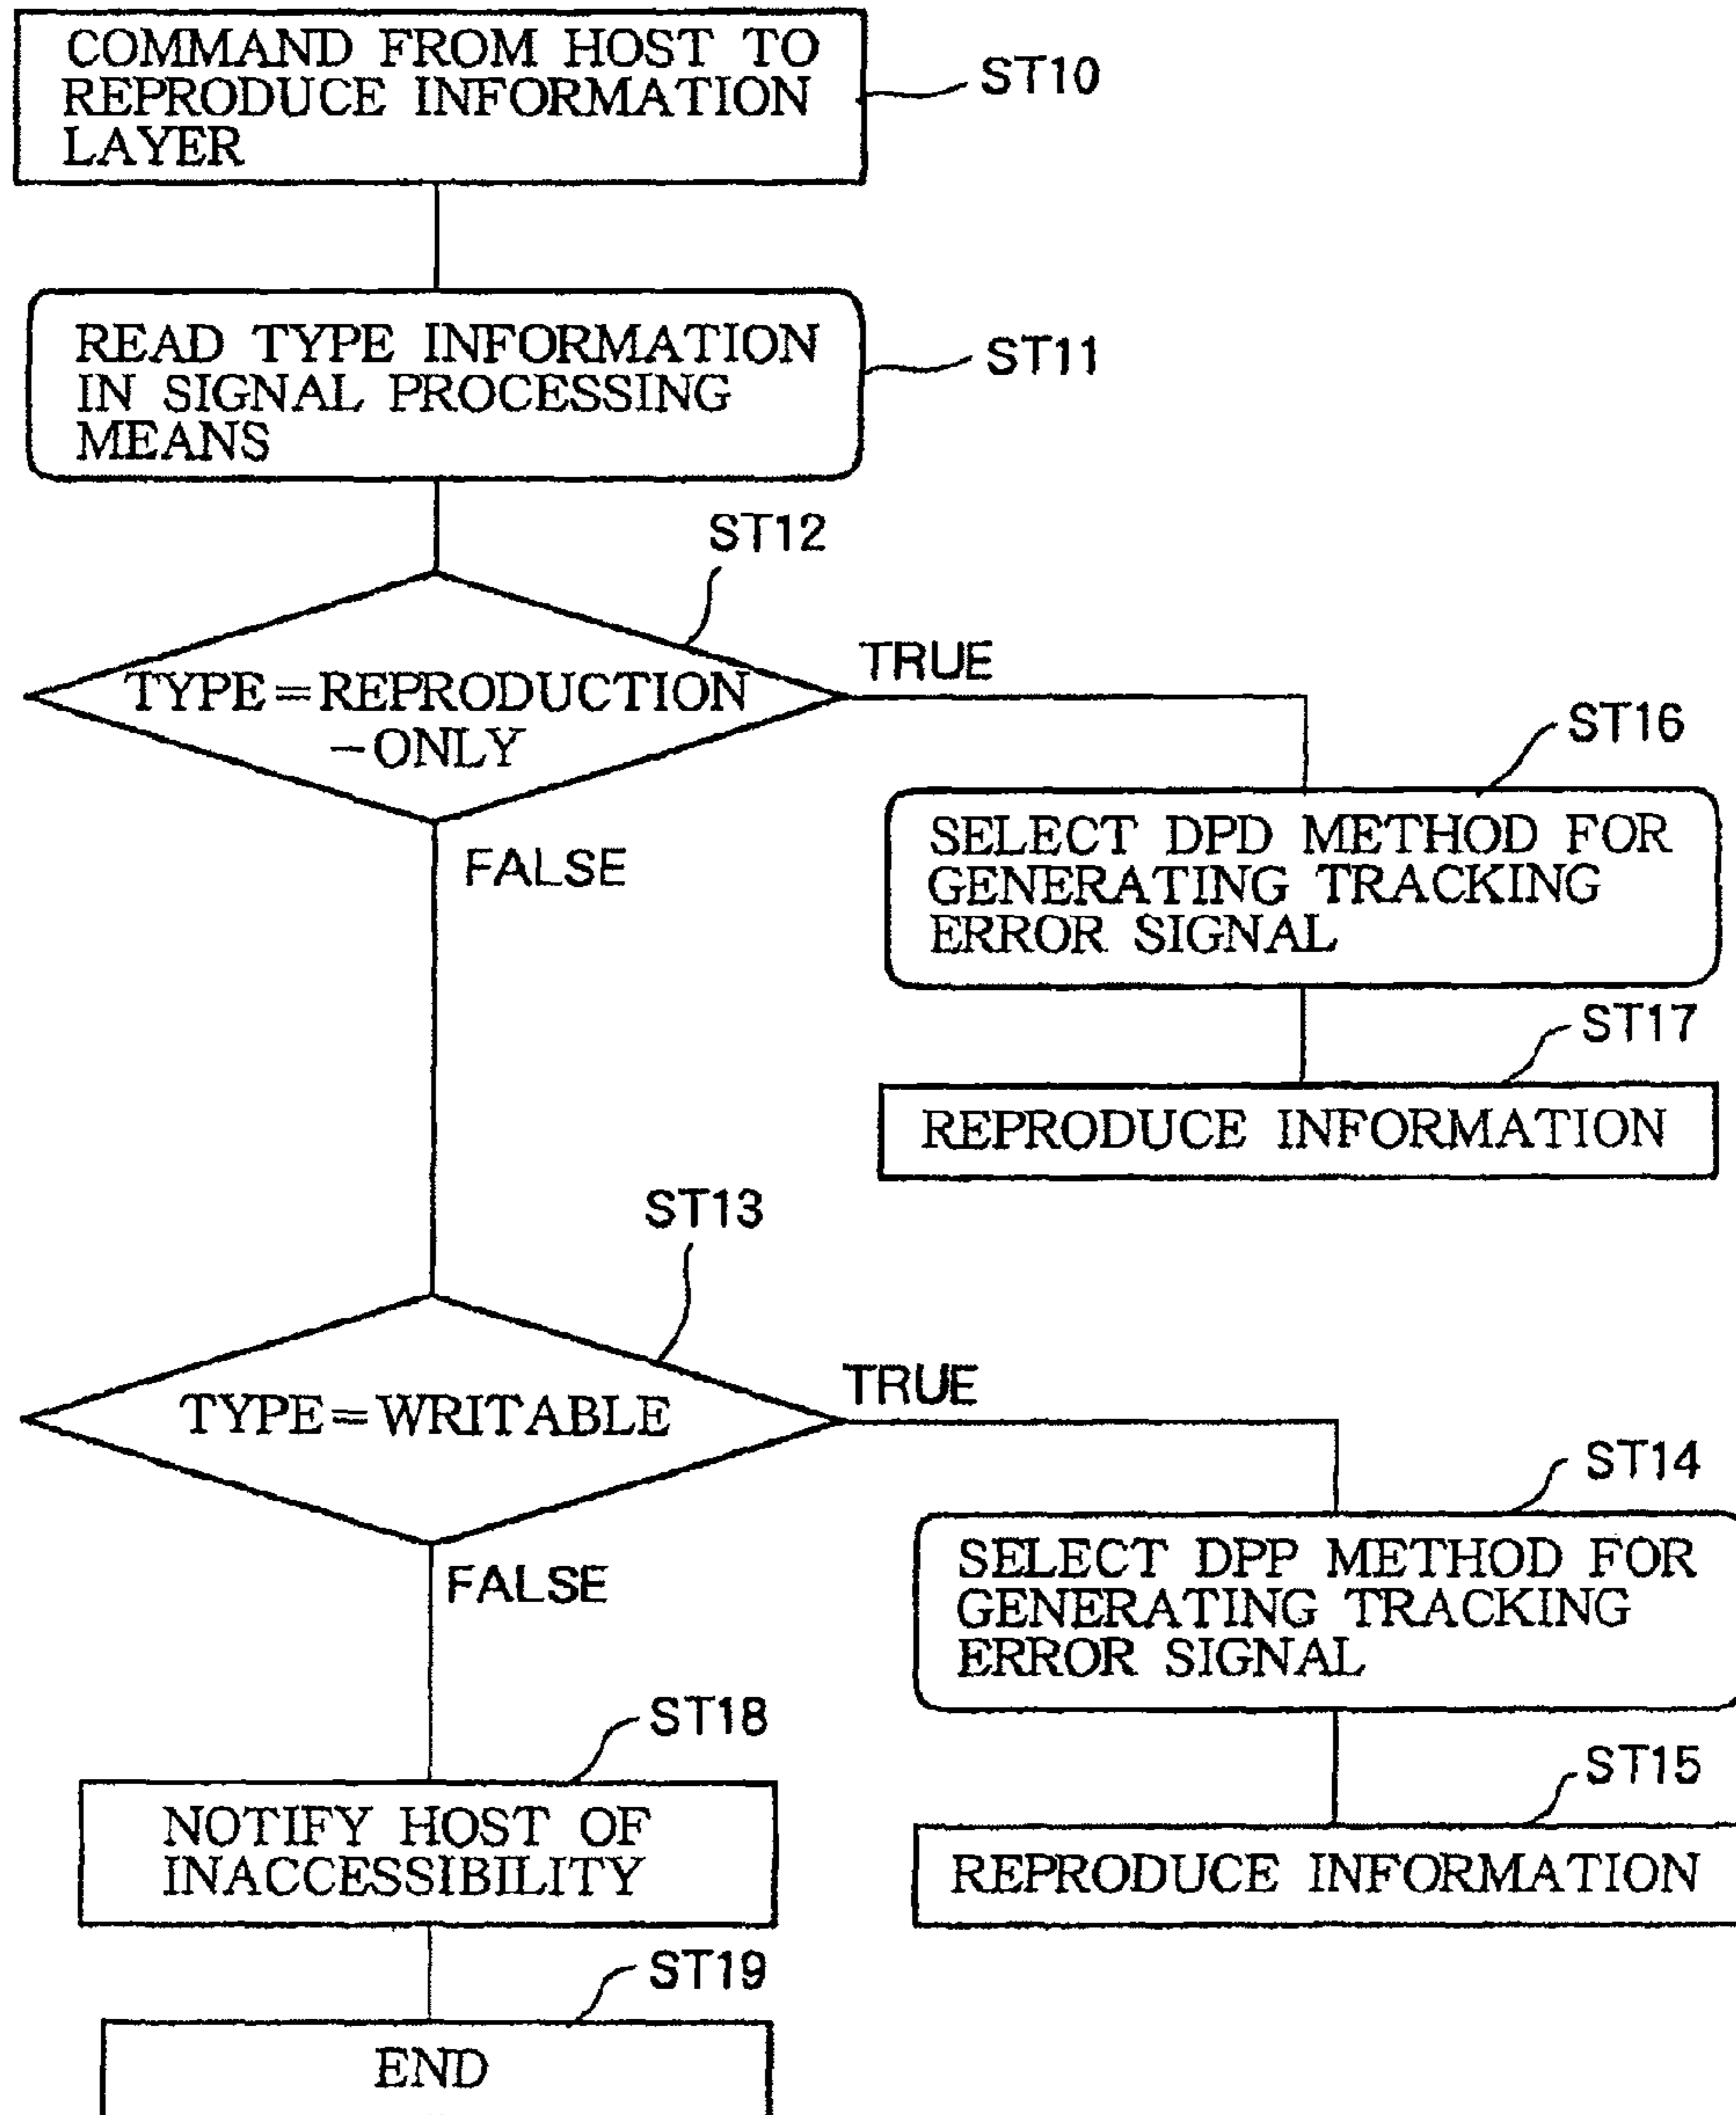 COMMAND FROM HOST TO
REPRODUCE INFORMATION
LAYER
ST10
READ TYPE INFORMATION
IN SIGNAL PROCESSING
MEANS
ST11
ST12
TYPE=REPRODUCTION
-ONLY
TRUE
FALSE
ST16
SELECT DPD METHOD FOR
GENERATING TRACKING
ERROR SIGNAL
ST17
REPRODUCE INFORMATION
ST13
TYPE=WRITABLE
TRUE
FALSE
ST14
SELECT DPP METHOD FOR
GENERATING TRACKING
ERROR SIGNAL
ST15
REPRODUCE INFORMATION
ST18
NOTIFY HOST OF
INACCESSIBILITY
ST19
END